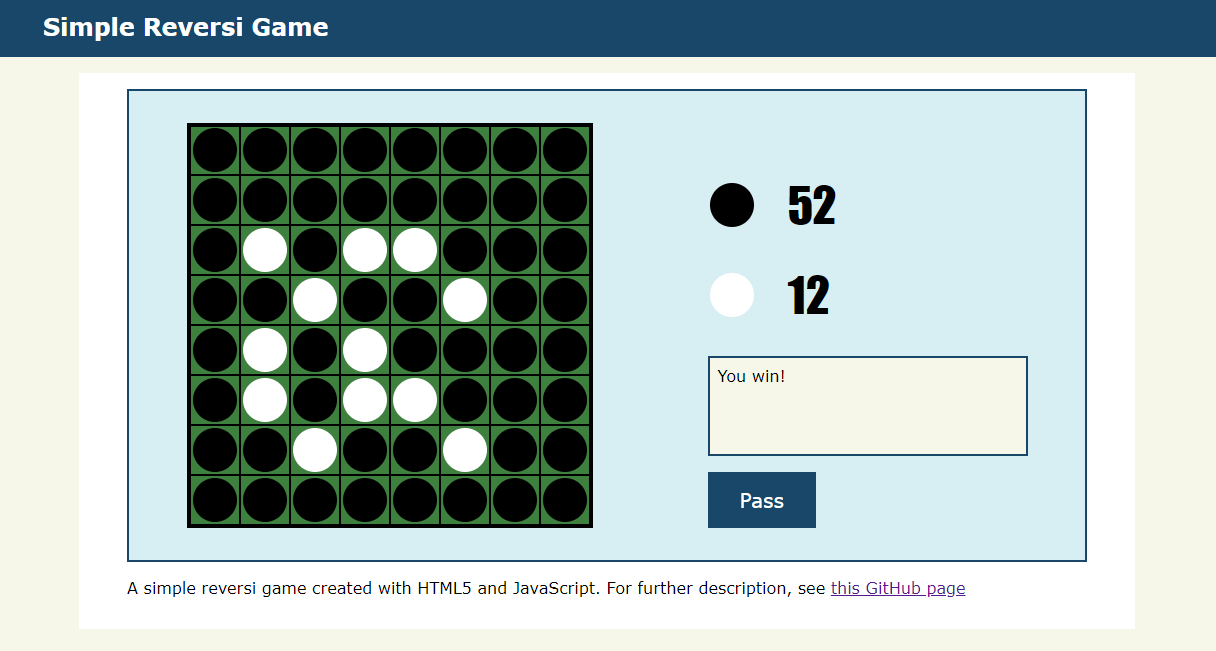 Simple Reversi Game
52
12
You win!
Pass
A simple reversi game created with HTML5 and JavaScript. For further description, see this GitHub page